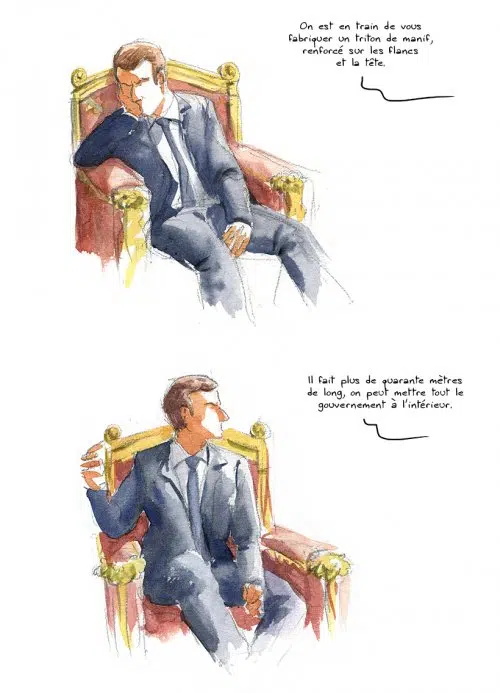 On est en train de vous
fabriquer un triton de manif,
renforcé sur les flancs
et la tête.
Il fait plus de quarante mètres
de long, on peut mettre tout le
gouvernement à l'intérieur.